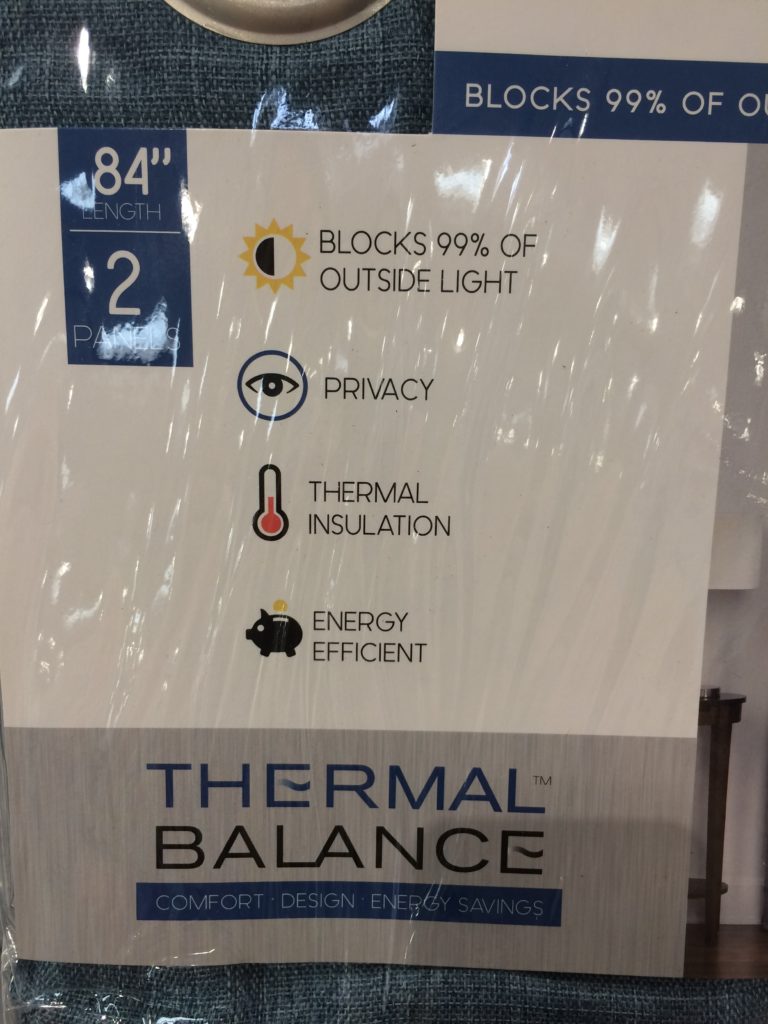 BLOCKS 99% OF
84”
LENGTH
2
PANELS
BLOCKS 99% OF
OUTSIDE LIGHT
PRIVACY
THERMAL
INSULATION
ENERGY
EFFICIENT
THERMAL™
BALANCE
COMFORT · DESIGN · ENERGY SAVINGS